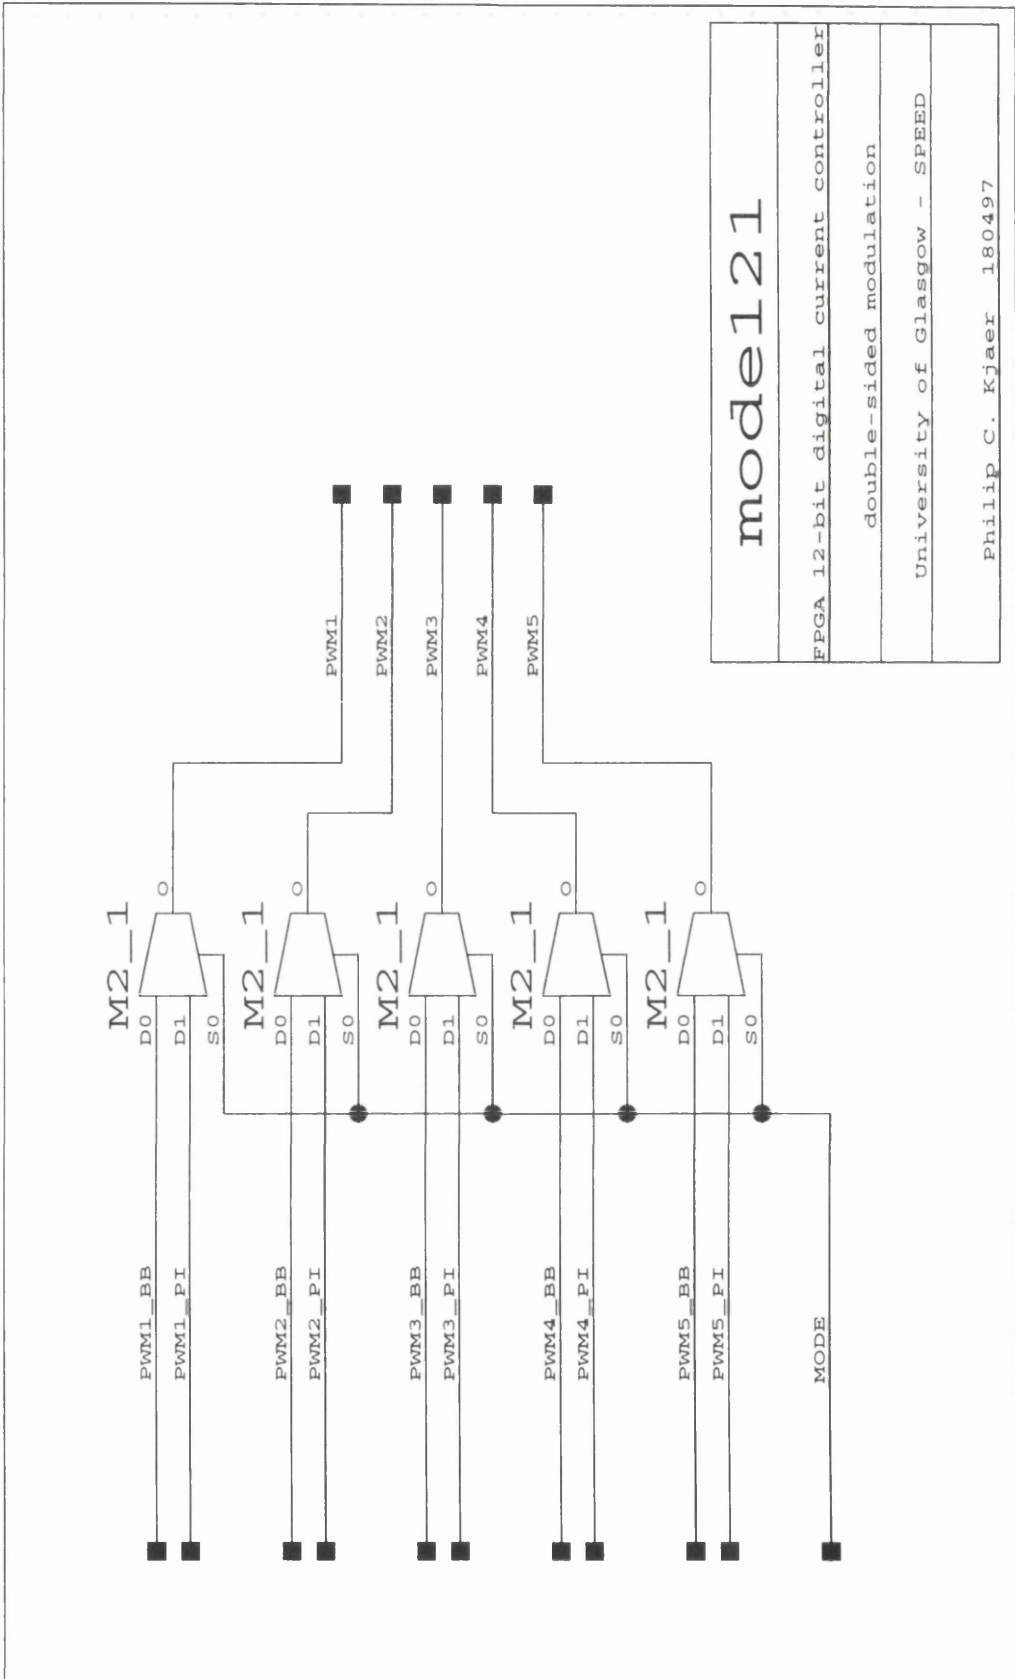 M2_1
PWM1_BB
D0
O
PWM1_PI
D1
S0
PWM1
M2_1
PWM2_BB
D0
O
PWM2_PI
D1
S0
PWM2
M2_1
PWM3_BB
D0
O
PWM3_PI
D1
S0
PWM3
M2_1
PWM4_BB
D0
O
PWM4_PI
D1
S0
PWM4
M2_1
PWM5_BB
D0
O
PWM5_PI
D1
S0
PWM5
MODE
mode121
FPGA 12-bit digital current controller
double-sided modulation
University of Glasgow - SPEED
Philip C. Kjaer 180497